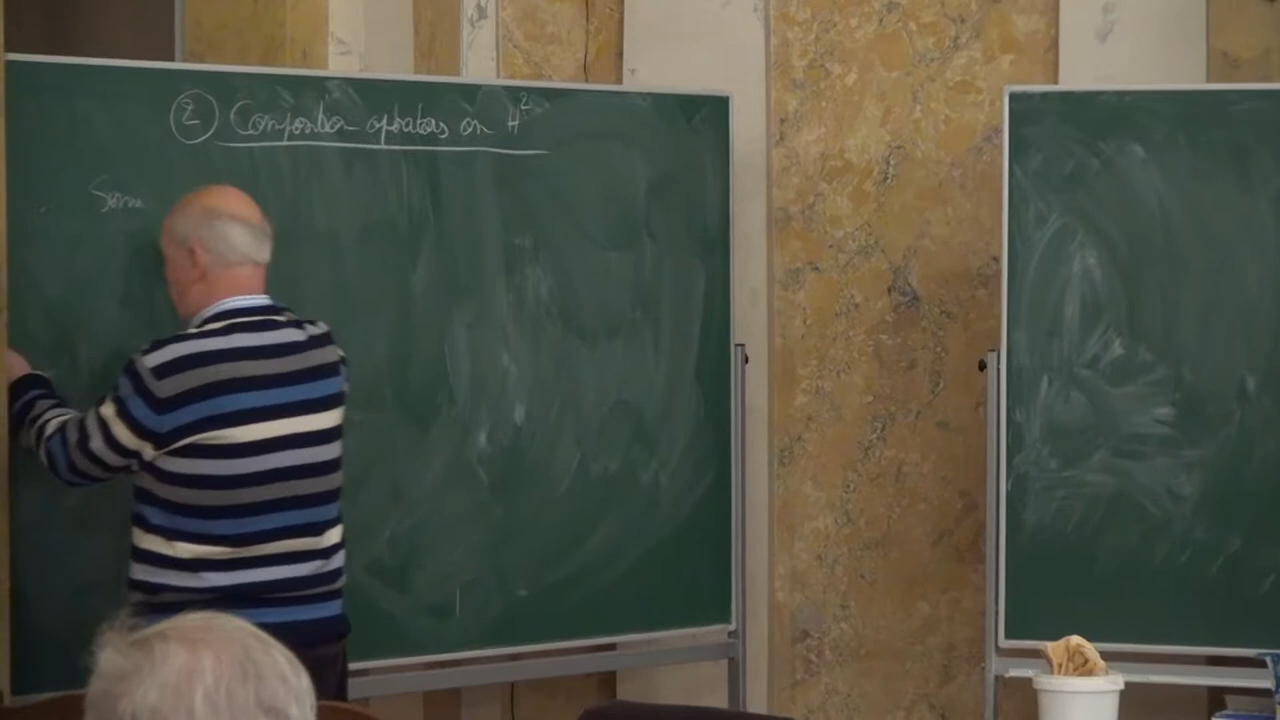 ② Composition operators on H²
Some